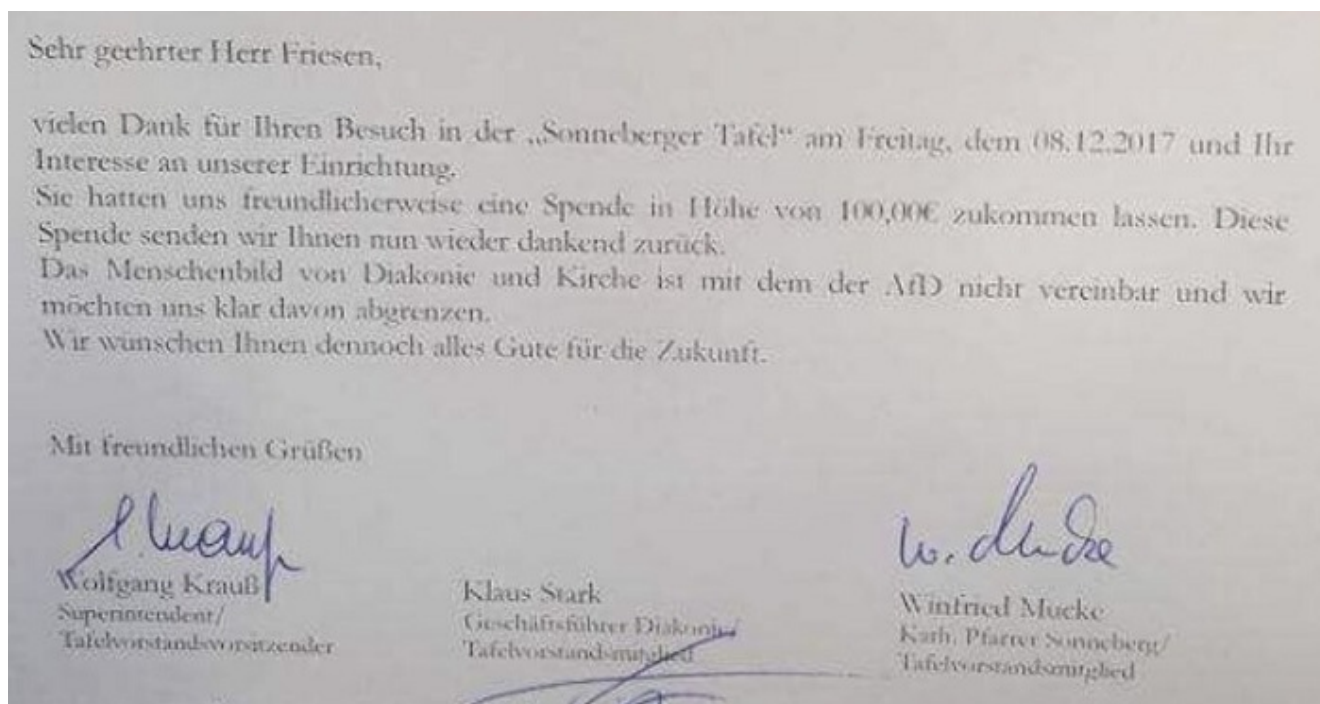 Sehr geehrter Herr Friesen,
vielen Dank für Ihren Besuch in der „Sonneberger Tafel“ am Freitag, dem 08.12.2017 und Ihr
Interesse an unserer Einrichtung.
Sie hatten uns freundlicherweise eine Spende in Höhe von 100,00€ zukommen lassen. Diese
Spende senden wir Ihnen nun wieder dankend zurück.
Das Menschenbild von Diakonie und Kirche ist mit dem der AfD nicht vereinbar und wir
möchten uns klar davon abgrenzen.
Wir wünschen Ihnen dennoch alles Gute für die Zukunft.
Mit freundlichen Grüßen
W. Mucke
Wolfgang Krauß
Superintendent/
Tafelvorstandsvorsitzender
Klaus Stark
Geschäftsführer Diakonie/
Tafelvorstandsmitglied
Winfried Mucke
Kath. Pfarrer Sonneberg/
Tafelvorstandsmitglied